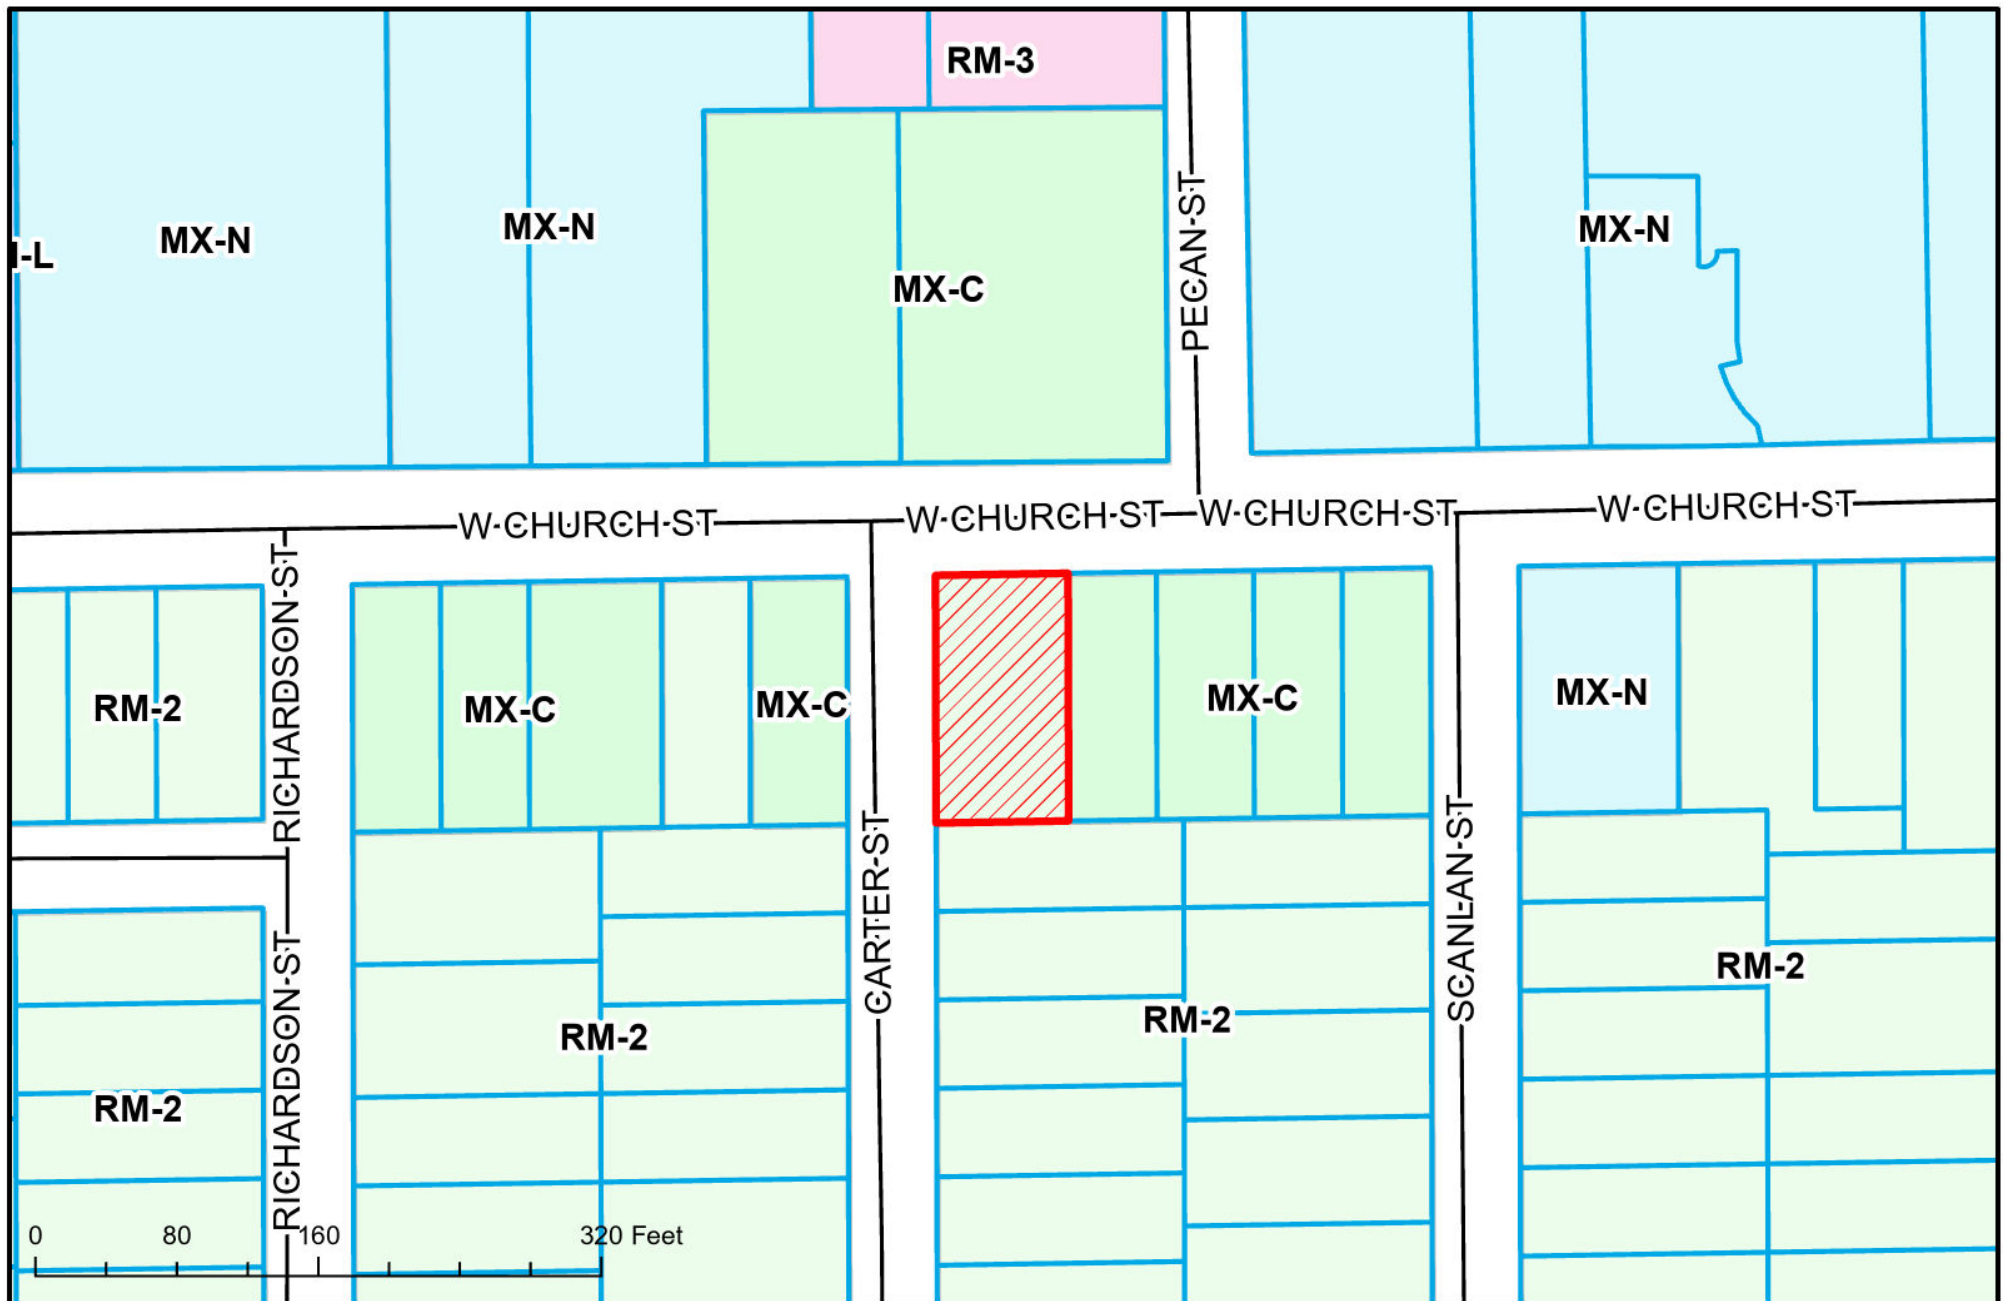 RM-3
MX-N
MX-N
MX-N
I-L
MX-C
PECAN ST
W CHURCH ST
W CHURCH ST
W CHURCH ST
W CHURCH ST
RICHARDSON ST
RM-2
MX-C
MX-C
MX-C
MX-N
CARTER ST
SCANLAN ST
RM-2
RM-2
RM-2
RM-2
RICHARDSON ST
0 80 160 320 Feet